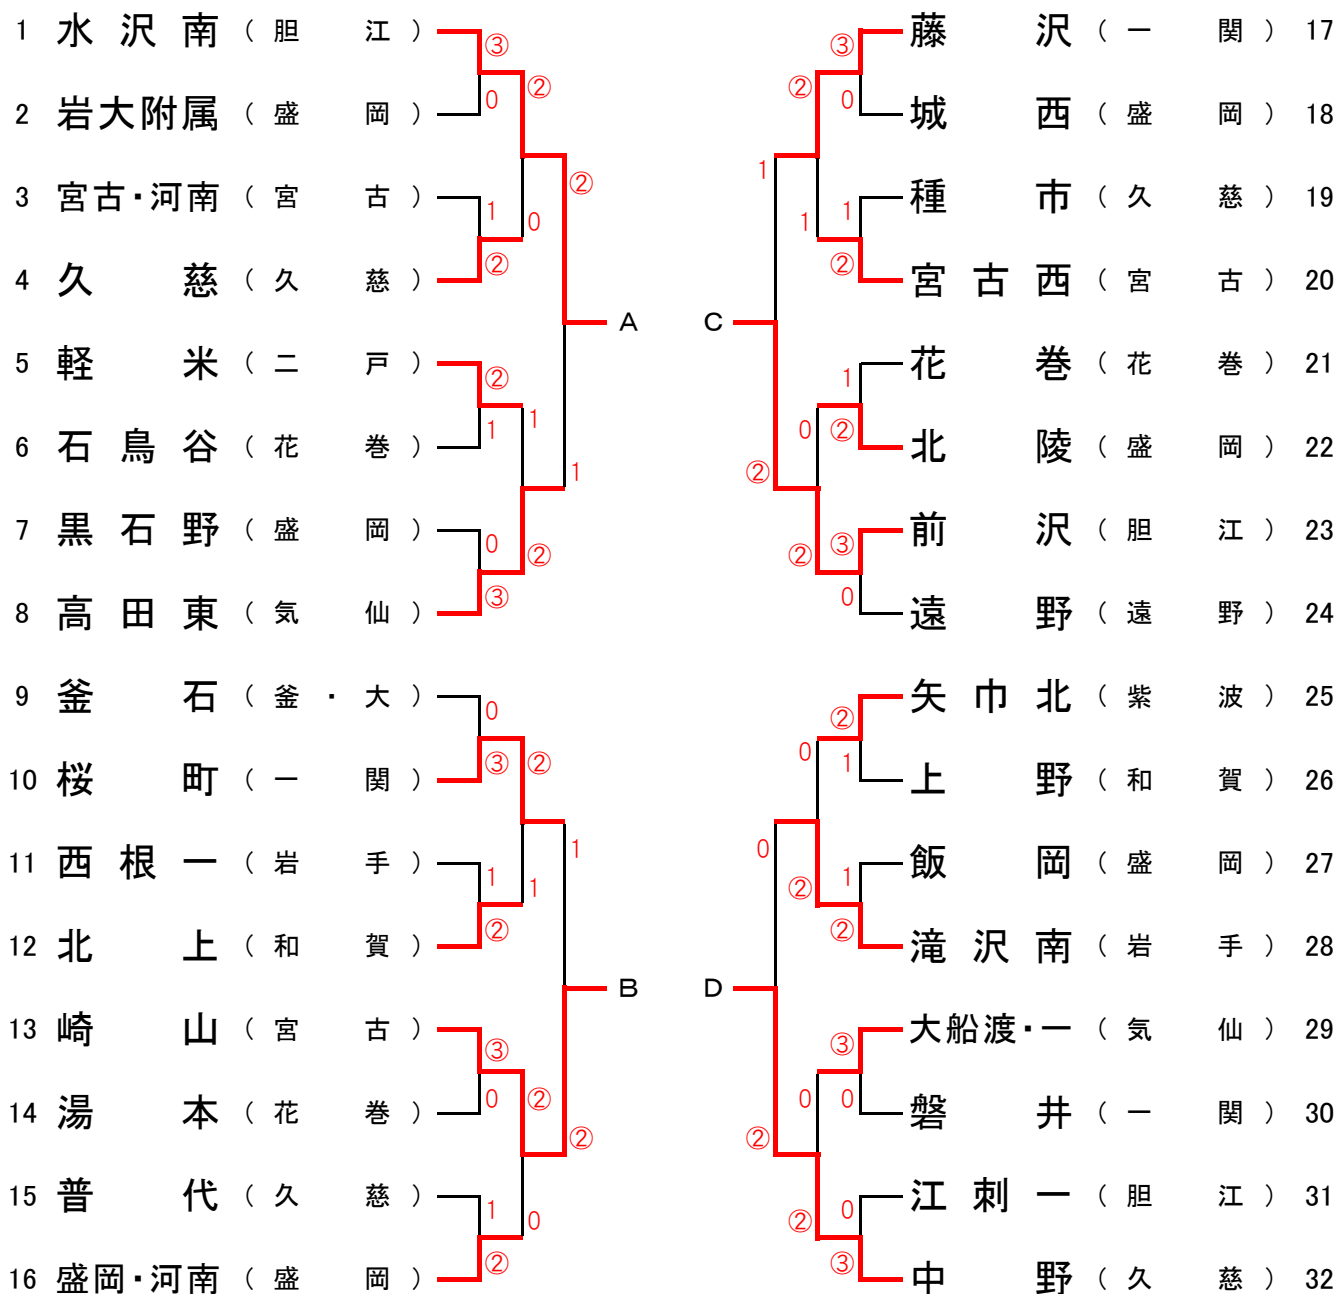 1 水沢南 (胆江)
③
0
2 岩大附属 (盛岡)
②
3 宮古・河南 (宮古)
1
②
4 久慈 (久慈)
0
②
A
5 軽米 (二戸)
②
1
6 石鳥谷 (花巻)
1
7 黒石野 (盛岡)
0
③
8 高田東 (気仙)
②
1
9 釜石 (釜・大)
0
③
10 桜町 (一関)
②
11 西根一 (岩手)
1
②
12 北上 (和賀)
1
1
B
13 崎山 (宮古)
③
0
14 湯本 (花巻)
②
②
15 普代 (久慈)
1
②
16 盛岡・河南 (盛岡)
0
藤沢 (一関) 17
③
0
城西 (盛岡) 18
②
1
種市 (久慈) 19
1
②
宮古西 (宮古) 20
1
C
花巻 (花巻) 21
1
②
北陵 (盛岡) 22
0
②
前沢 (胆江) 23
③
0
遠野 (遠野) 24
②
矢巾北 (紫波) 25
②
1
上野 (和賀) 26
0
0
飯岡 (盛岡) 27
1
②
滝沢南 (岩手) 28
②
D
大船渡・一 (気仙) 29
③
0
磐井 (一関) 30
0
②
江刺一 (胆江) 31
0
③
中野 (久慈) 32
②